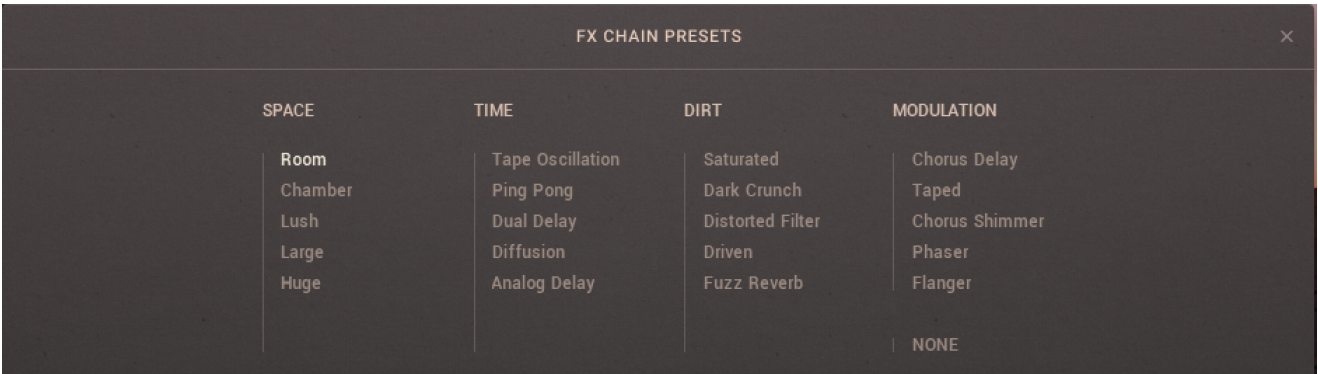 FX CHAIN PRESETS
SPACE
Room
Chamber
Lush
Large
Huge
TIME
Tape Oscillation
Ping Pong
Dual Delay
Diffusion
Analog Delay
DIRT
Saturated
Dark Crunch
Distorted Filter
Driven
Fuzz Reverb
MODULATION
Chorus Delay
Taped
Chorus Shimmer
Phaser
Flanger
NONE